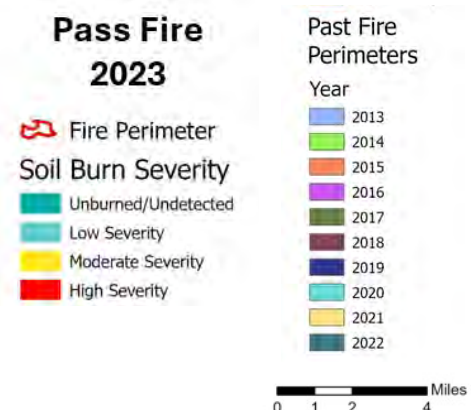 Pass Fire
2023
Fire Perimeter
Soil Burn Severity
Unburned/Undetected
Low Severity
Moderate Severity
High Severity
Past Fire
Perimeters
Year
2013
2014
2015
2016
2017
2018
2019
2020
2021
2022
Miles
0 1 2 4